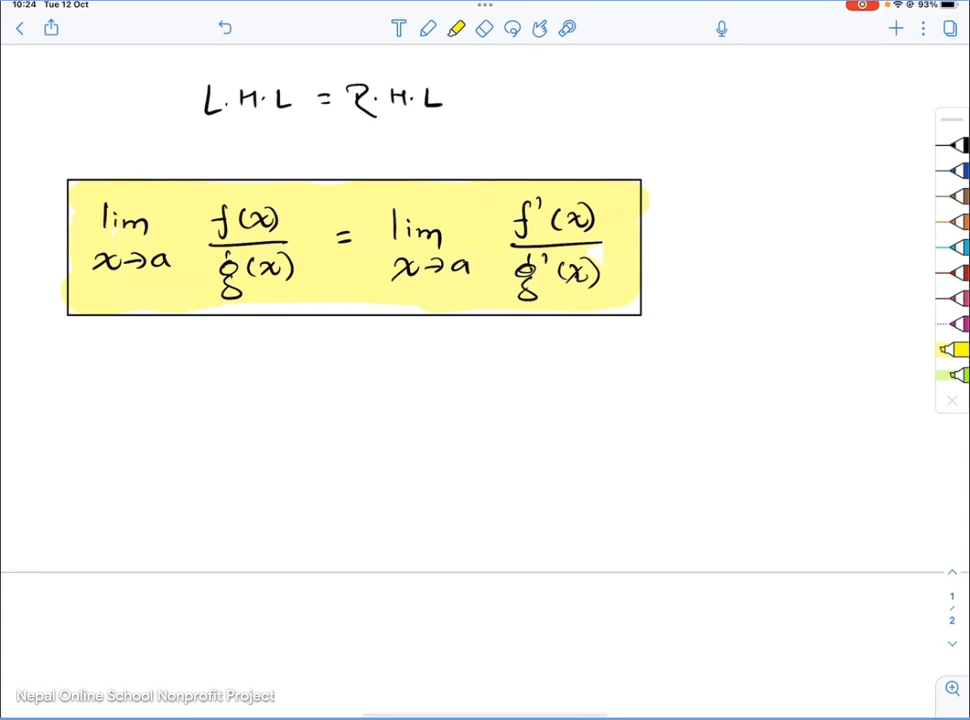 10:24 Tue 12 Oct
93%
T
L.H.L = R.H.L
lim x→a f(x)/g(x) = lim x→a f'(x)/g'(x)
1
/
2
Nepal Online School Nonprofit Project